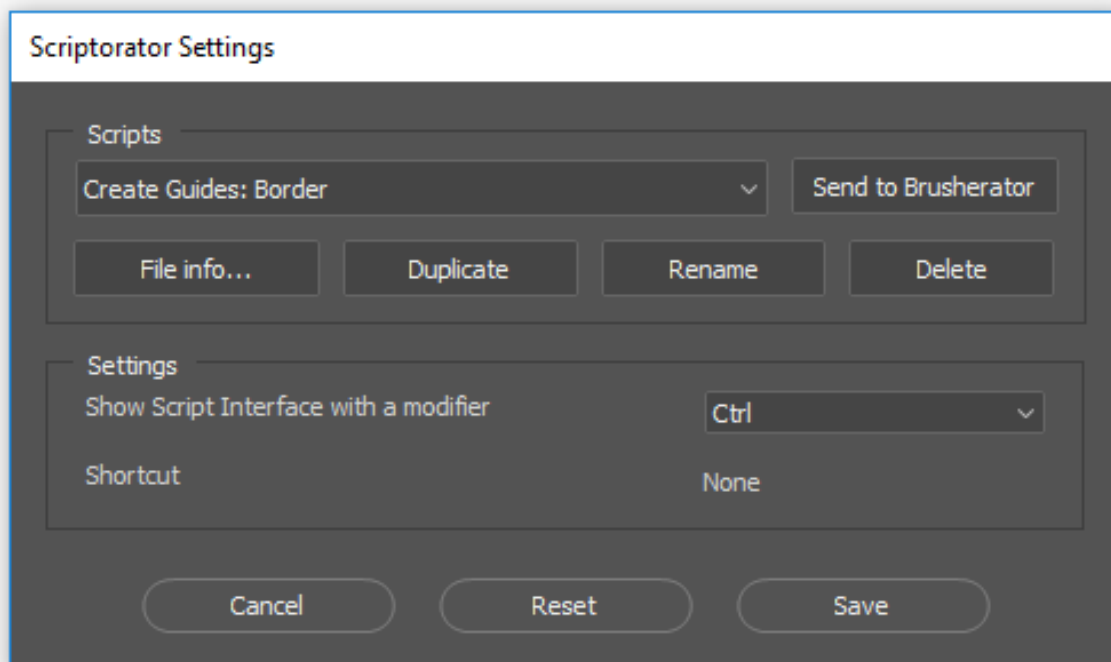 Scriptorator Settings
Scripts
Create Guides: Border
Send to Brusherator
File info...
Duplicate
Rename
Delete
Settings
Show Script Interface with a modifier
Ctrl
Shortcut
None
Cancel
Reset
Save